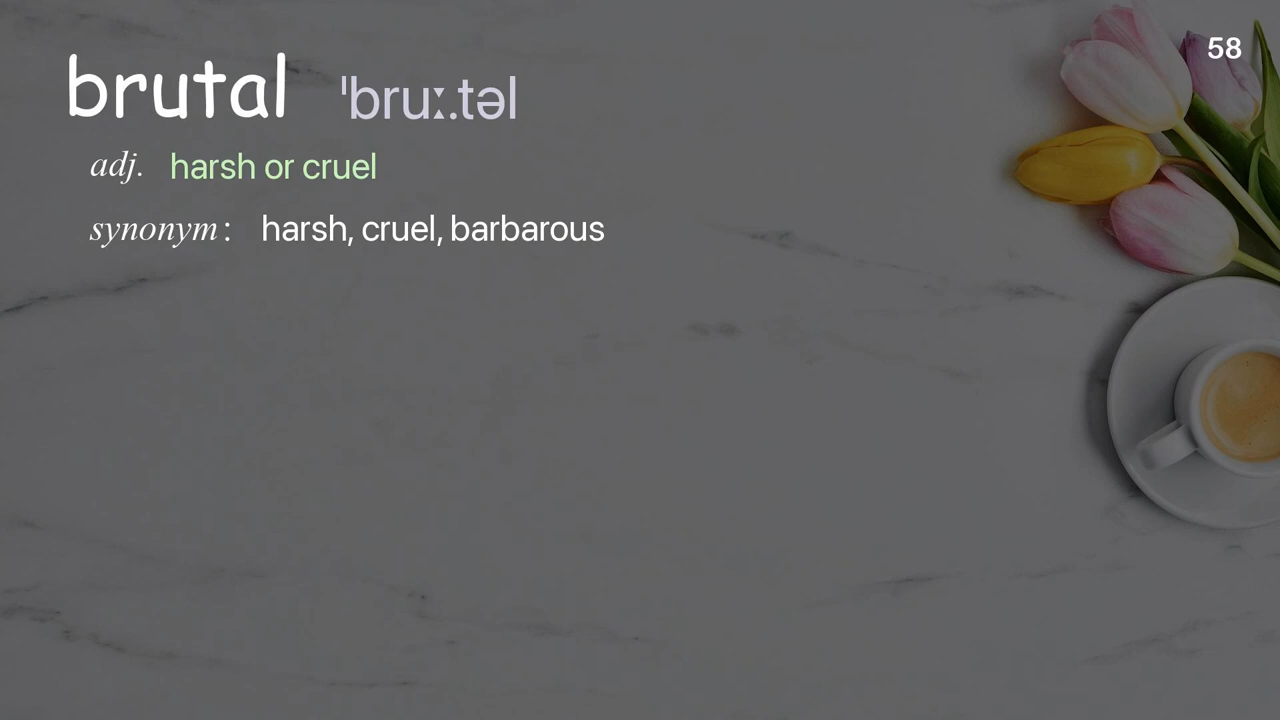 58
brutal ˈbruː.təl
adj. harsh or cruel
synonym: harsh, cruel, barbarous